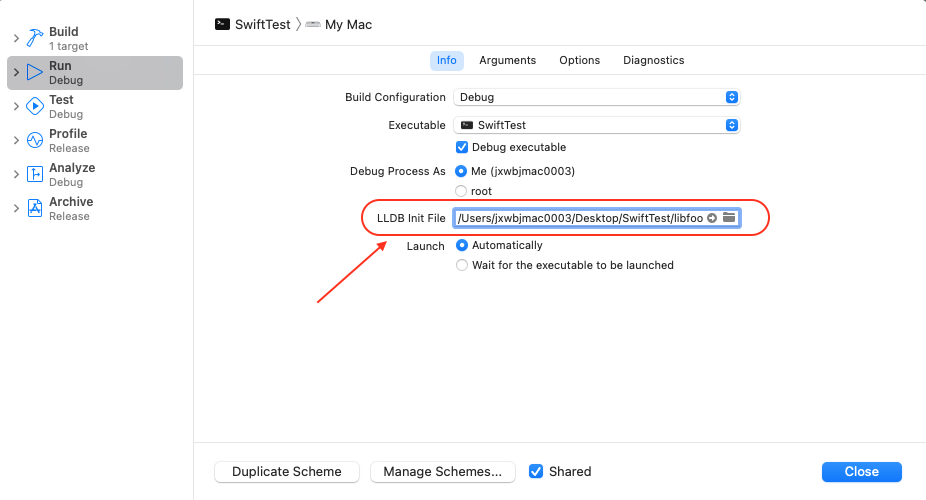 Build
1 target
Run
Debug
Test
Debug
Profile
Release
Analyze
Debug
Archive
Release
SwiftTest 〉 My Mac
Info Arguments Options Diagnostics
Build Configuration Debug
Executable SwiftTest
Debug executable
Debug Process As Me (jxwbjmac0003)
root
LLDB Init File /Users/jxwbjmac0003/Desktop/SwiftTest/libfoo
Launch Automatically
Wait for the executable to be launched
Duplicate Scheme Manage Schemes... Shared Close